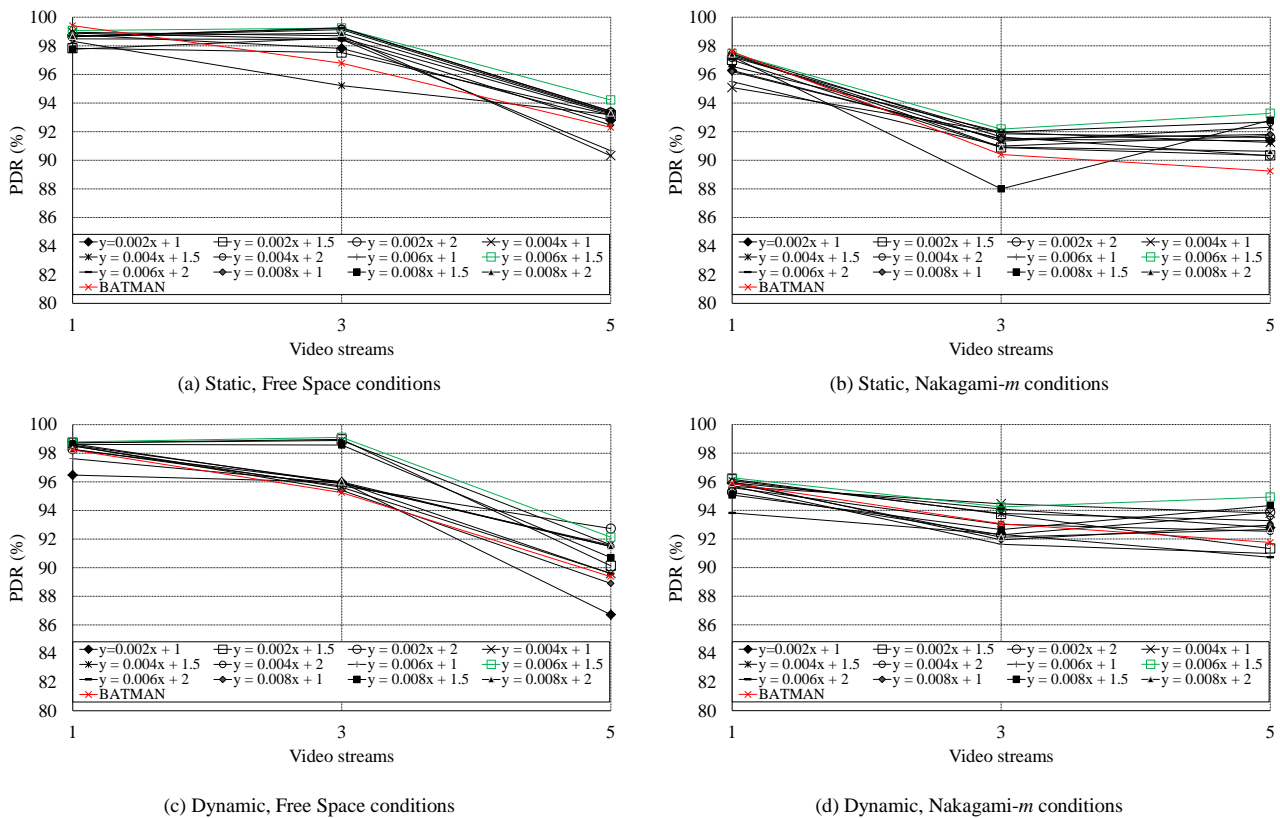 100
98
96
94
92
90
88
86
84
82
80
PDR (%)
y=0.002x + 1 y = 0.002x + 1.5 y = 0.002x + 2 y = 0.004x + 1
y = 0.004x + 1.5 y = 0.004x + 2 y = 0.006x + 1 y = 0.006x + 1.5
y = 0.006x + 2 y = 0.008x + 1 y = 0.008x + 1.5 y = 0.008x + 2
BATMAN
1 3 5
Video streams
(a) Static, Free Space conditions
100
98
96
94
92
90
88
86
84
82
80
PDR (%)
y=0.002x + 1 y = 0.002x + 1.5 y = 0.002x + 2 y = 0.004x + 1
y = 0.004x + 1.5 y = 0.004x + 2 y = 0.006x + 1 y = 0.006x + 1.5
y = 0.006x + 2 y = 0.008x + 1 y = 0.008x + 1.5 y = 0.008x + 2
BATMAN
1 3 5
Video streams
(b) Static, Nakagami-m conditions
100
98
96
94
92
90
88
86
84
82
80
PDR (%)
y=0.002x + 1 y = 0.002x + 1.5 y = 0.002x + 2 y = 0.004x + 1
y = 0.004x + 1.5 y = 0.004x + 2 y = 0.006x + 1 y = 0.006x + 1.5
y = 0.006x + 2 y = 0.008x + 1 y = 0.008x + 1.5 y = 0.008x + 2
BATMAN
1 3 5
Video streams
(c) Dynamic, Free Space conditions
100
98
96
94
92
90
88
86
84
82
80
PDR (%)
y=0.002x + 1 y = 0.002x + 1.5 y = 0.002x + 2 y = 0.004x + 1
y = 0.004x + 1.5 y = 0.004x + 2 y = 0.006x + 1 y = 0.006x + 1.5
y = 0.006x + 2 y = 0.008x + 1 y = 0.008x + 1.5 y = 0.008x + 2
BATMAN
1 3 5
Video streams
(d) Dynamic, Nakagami-m conditions